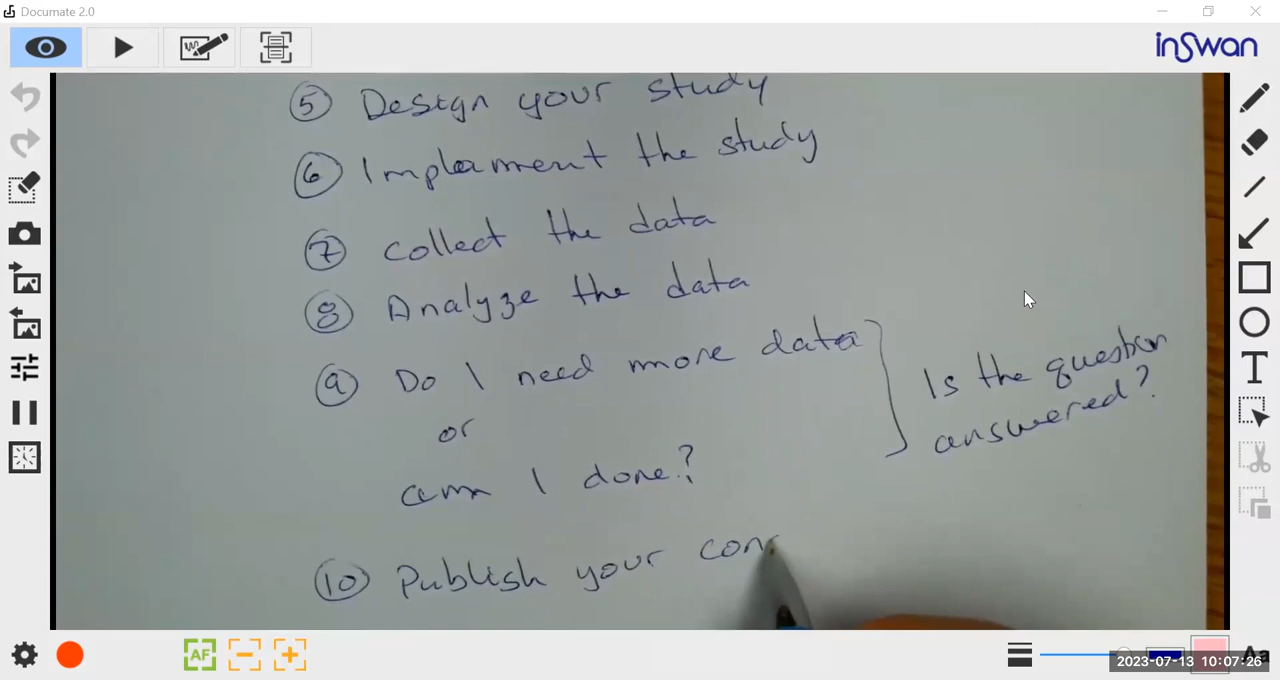 Documate 2.0
inSwan
5 Design your study
6 Implement the study
7 collect the data
8 Analyze the data
9 Do I need more data
or
am I done?
Is the question
answered?
10 Publish your con
AF
T
Aa
2023-07-13 10:07:26